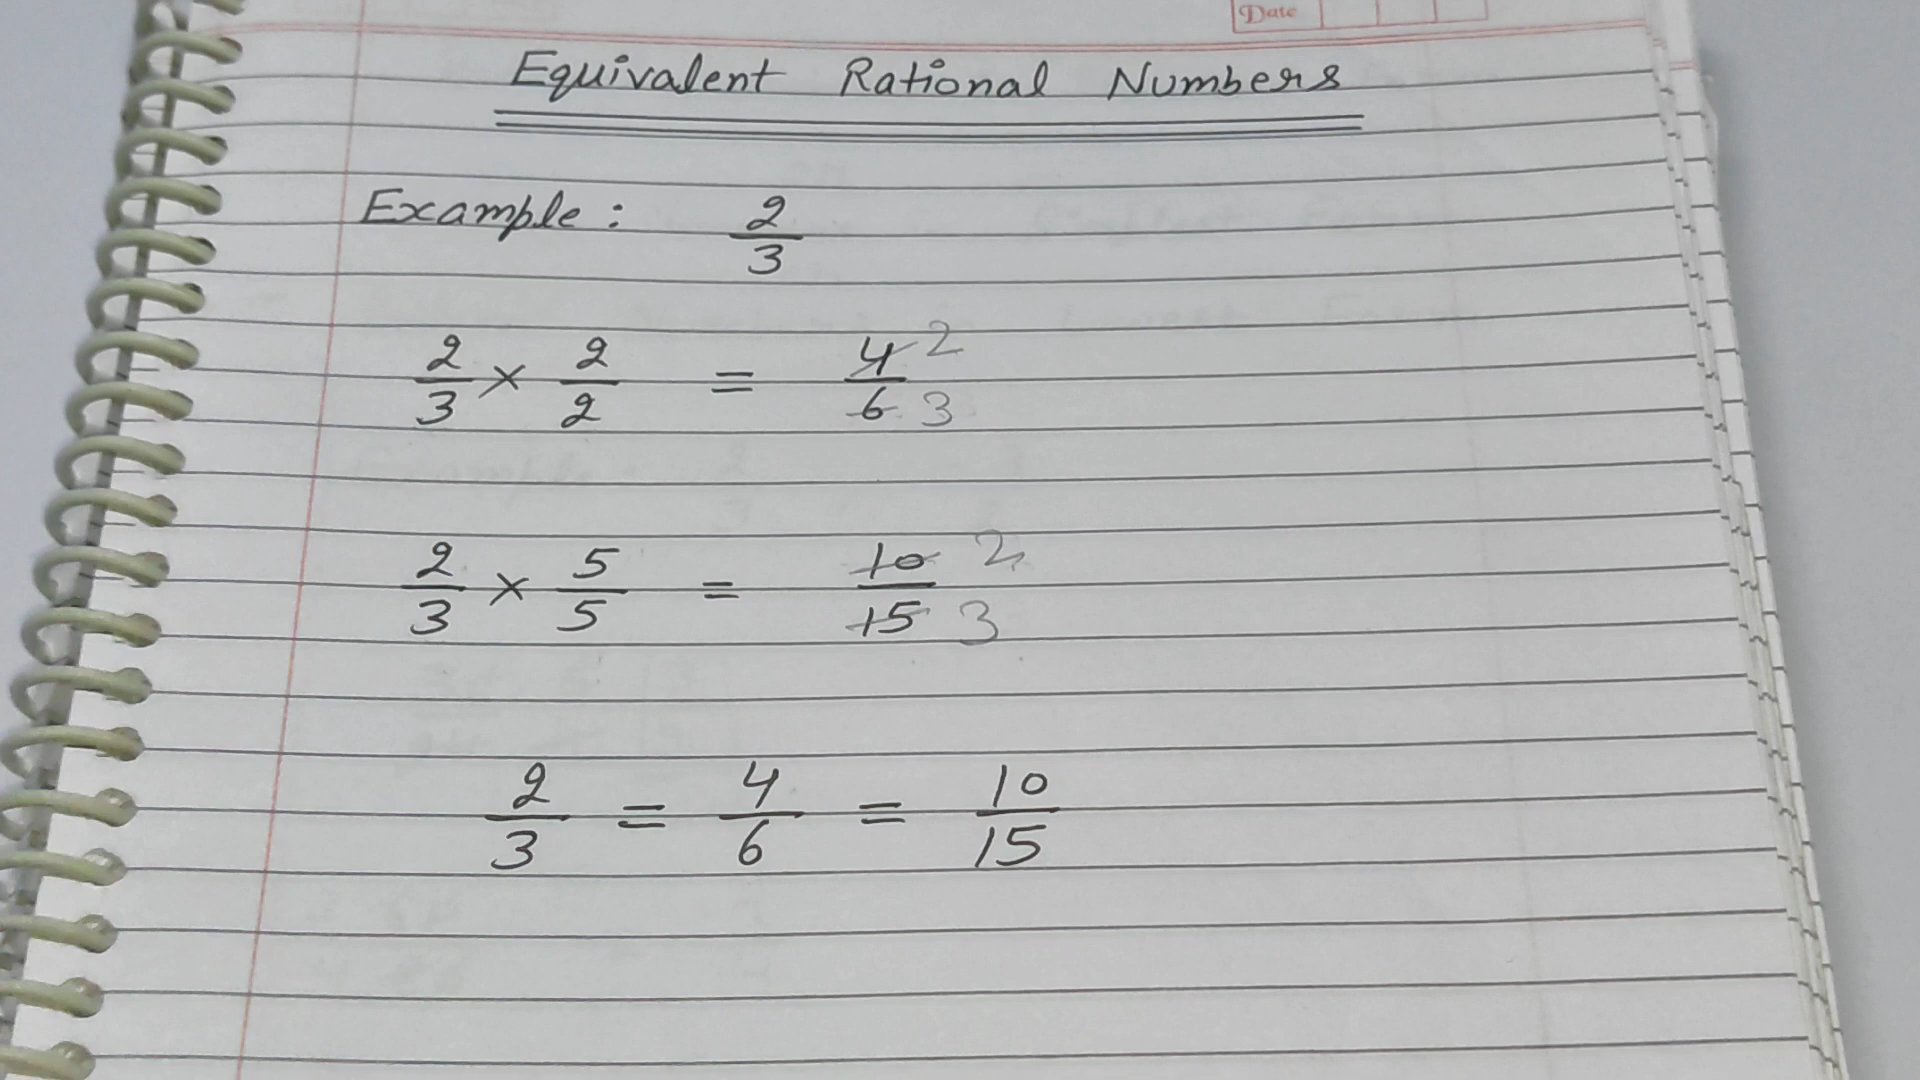 Date
Equivalent Rational Numbers
Example : 2/3
2/3 × 2/2 = 4/6 2/3
2/3 × 5/5 = 10/15 2/3
2/3 = 4/6 = 10/15